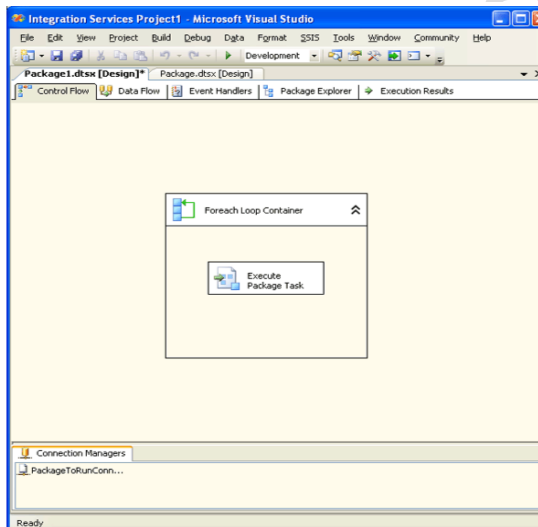 Integration Services Project1 - Microsoft Visual Studio
File Edit View Project Build Debug Data Format SSIS Tools Window Community Help
Development
Package1.dtsx [Design]* Package.dtsx [Design]
Control Flow Data Flow Event Handlers Package Explorer Execution Results
Foreach Loop Container
Execute
Package Task
Connection Managers
PackageToRunConn...
Ready